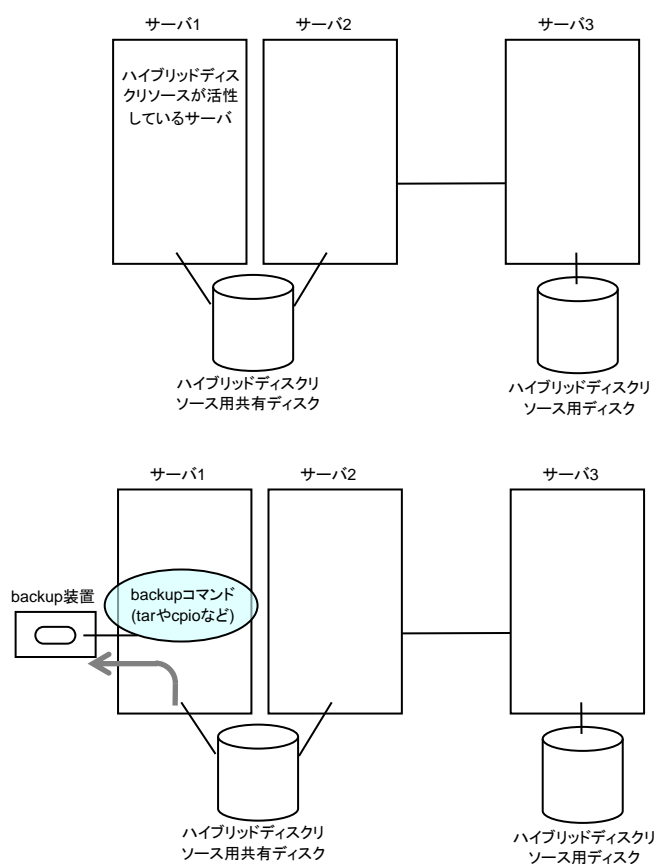 サーバ1
サーバ2
サーバ3
ハイブリッドディス
クリソースが活性
しているサーバ
ハイブリッドディスクリ
ソース用共有ディスク
ハイブリッドディスクリ
ソース用ディスク
サーバ1
サーバ2
サーバ3
backup装置
backupコマンド
(tarやcpioなど)
ハイブリッドディスクリ
ソース用共有ディスク
ハイブリッドディスクリ
ソース用ディスク